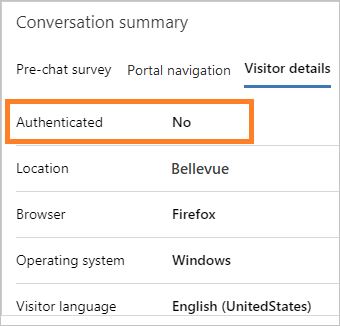 Conversation summary
Pre-chat survey Portal navigation Visitor details
Authenticated No
Location Bellevue
Browser Firefox
Operating system Windows
Visitor language English (UnitedStates)